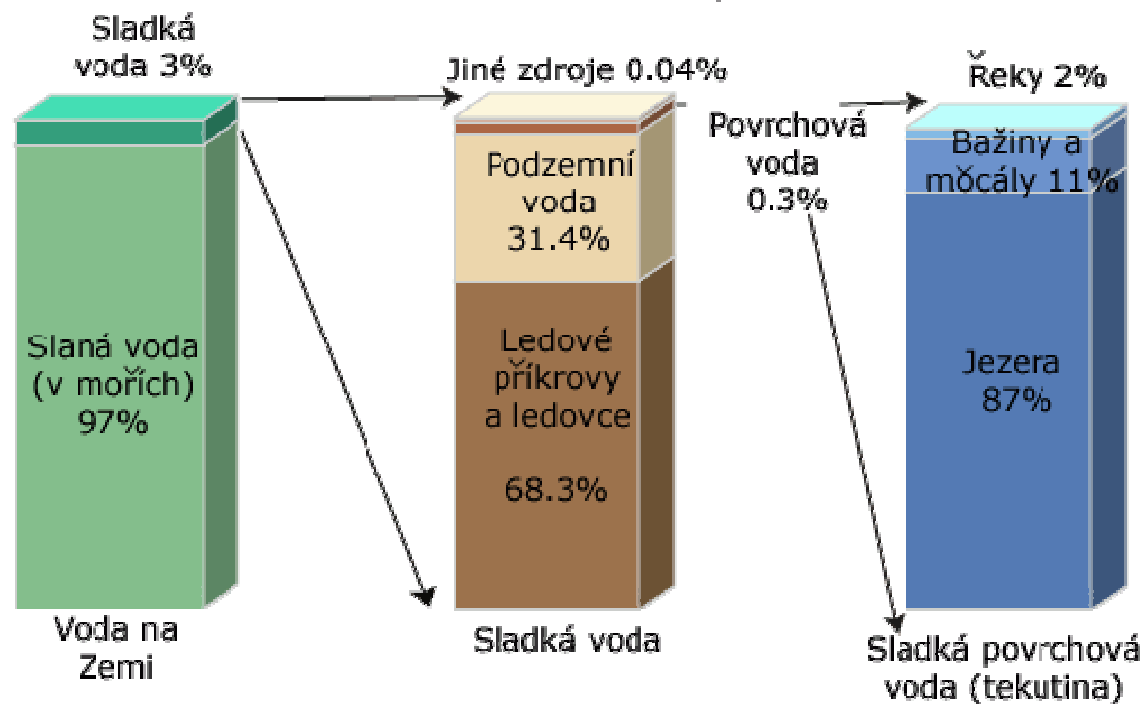 Sladká
voda 3%
Slaná voda
(v mořích)
97%
Voda na
Zemi
Jiné zdroje 0.04%
Podzemní
voda
31.4%
Ledové
příkrovy
a ledovce
68.3%
Sladká voda
Povrchová
voda
0.3%
Řeky 2%
Bažiny a
mǒcály 11%
Jezera
87%
Sladká povrchová
voda (tekutina)